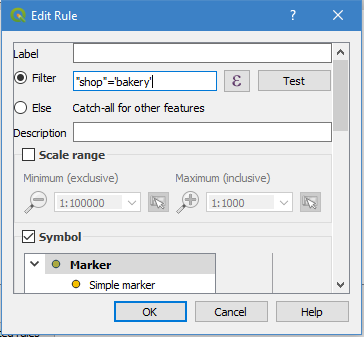 Edit Rule
Label
Filter "shop"='bakery' ε Test
Else Catch-all for other features
Description
Scale range
Minimum (exclusive) Maximum (inclusive)
1:100000 1:1000
Symbol
Marker
Simple marker
OK Cancel Help